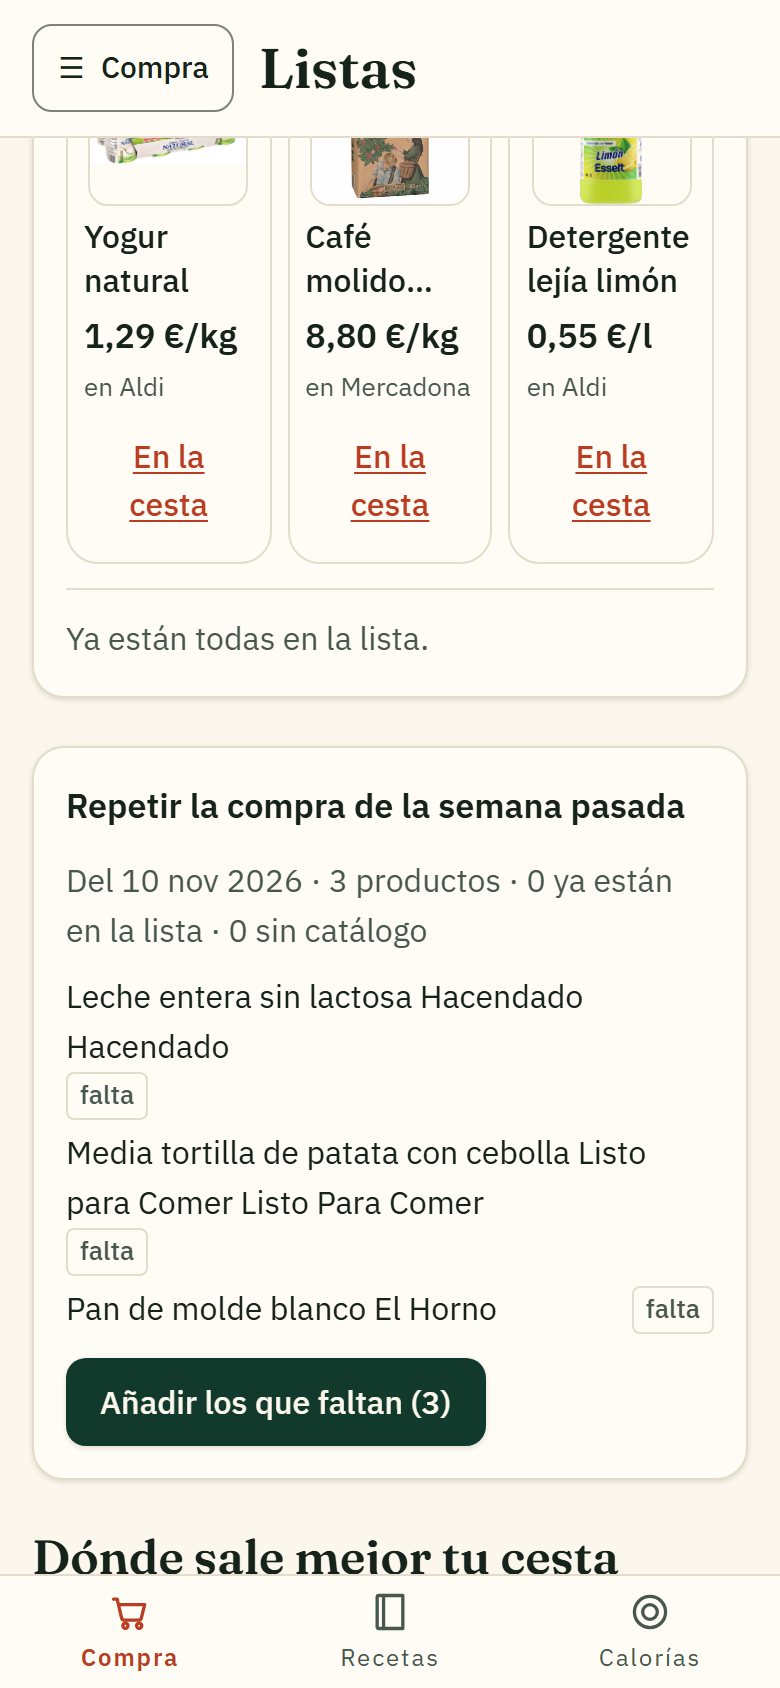 ☰ Compra
Listas
NATURAL
Limón
Esselt
Yogur
natural
1,29 €/kg
en Aldi
En la
cesta
Café
molido...
8,80 €/kg
en Mercadona
En la
cesta
Detergente
lejía limón
0,55 €/l
en Aldi
En la
cesta
Ya están todas en la lista.
Repetir la compra de la semana pasada
Del 10 nov 2026 · 3 productos · 0 ya están
en la lista · 0 sin catálogo
Leche entera sin lactosa Hacendado
Hacendado
falta
Media tortilla de patata con cebolla Listo
para Comer Listo Para Comer
falta
Pan de molde blanco El Horno
falta
Añadir los que faltan (3)
Dónde sale mejor tu cesta
Compra
Recetas
Calorías